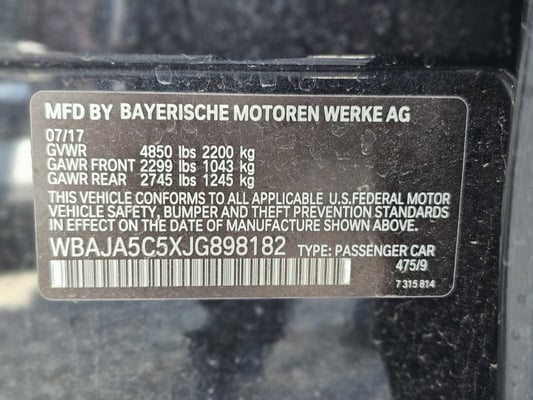 MFD BY BAYERISCHE MOTOREN WERKE AG
07/17
GVWR 4850 lbs 2200 kg
GAWR FRONT 2299 lbs 1043 kg
GAWR REAR 2745 lbs 1245 kg
THIS VEHICLE CONFORMS TO ALL APPLICABLE U.S.FEDERAL MOTOR
VEHICLE SAFETY, BUMPER AND THEFT PREVENTION STANDARDS
IN EFFECT ON THE DATE OF MANUFACTURE SHOWN ABOVE.
WBAJA5C5XJG898182 TYPE: PASSENGER CAR
475/9
7 315 814